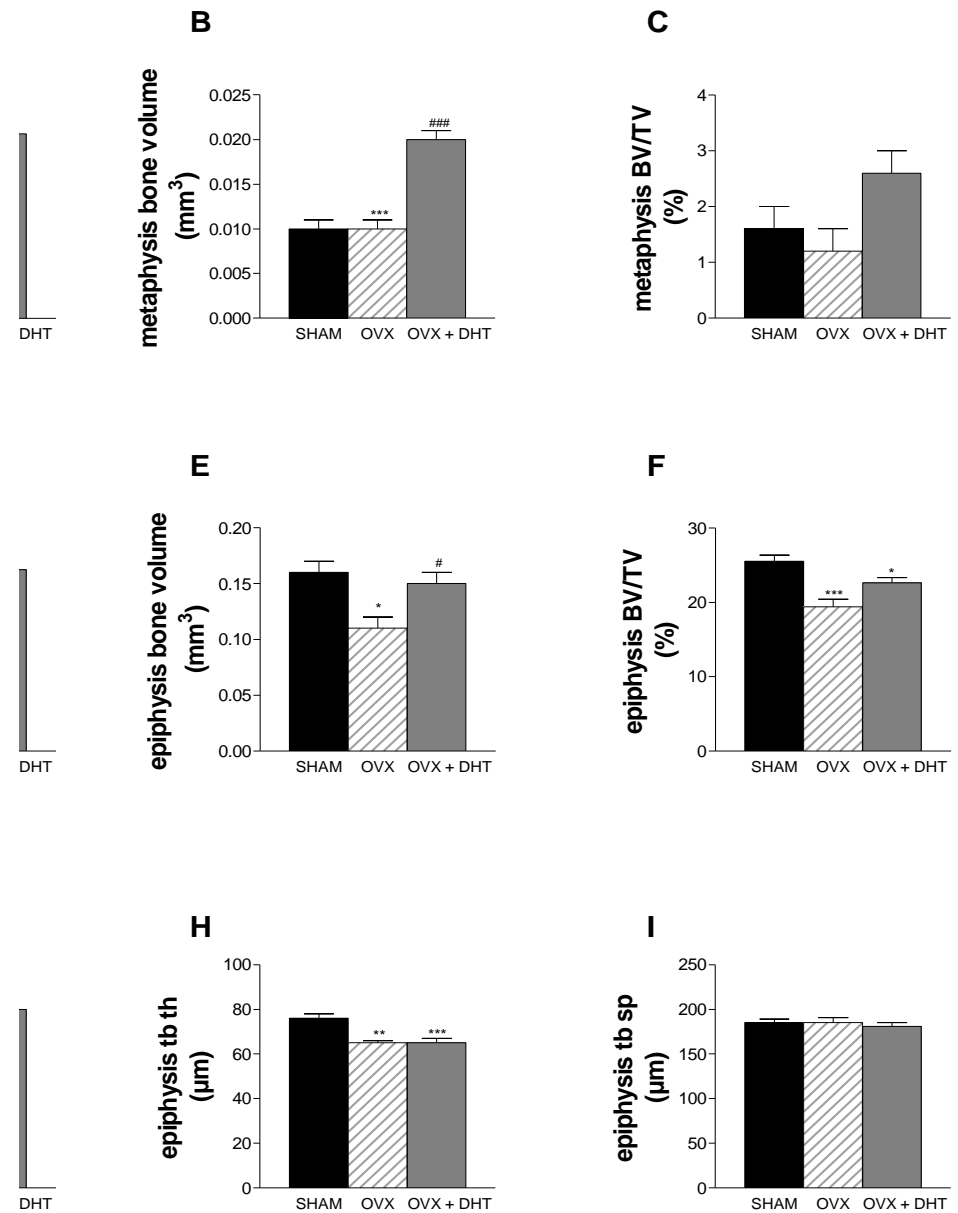 B
metaphysis bone volume
(mm³)
0.025
0.020
0.015
0.010
0.005
0.000
***
###
SHAM OVX OVX + DHT
C
metaphysis BV/TV
(%)
4
3
2
1
0
SHAM OVX OVX + DHT
DHT
E
epiphysis bone volume
(mm³)
0.20
0.15
0.10
0.05
0.00
*
#
SHAM OVX OVX + DHT
F
epiphysis BV/TV
(%)
30
20
10
0
***
*
SHAM OVX OVX + DHT
DHT
H
epiphysis tb th
(µm)
100
80
60
40
20
0
**
***
SHAM OVX OVX + DHT
I
epiphysis tb sp
(µm)
250
200
150
100
50
0
SHAM OVX OVX + DHT
DHT